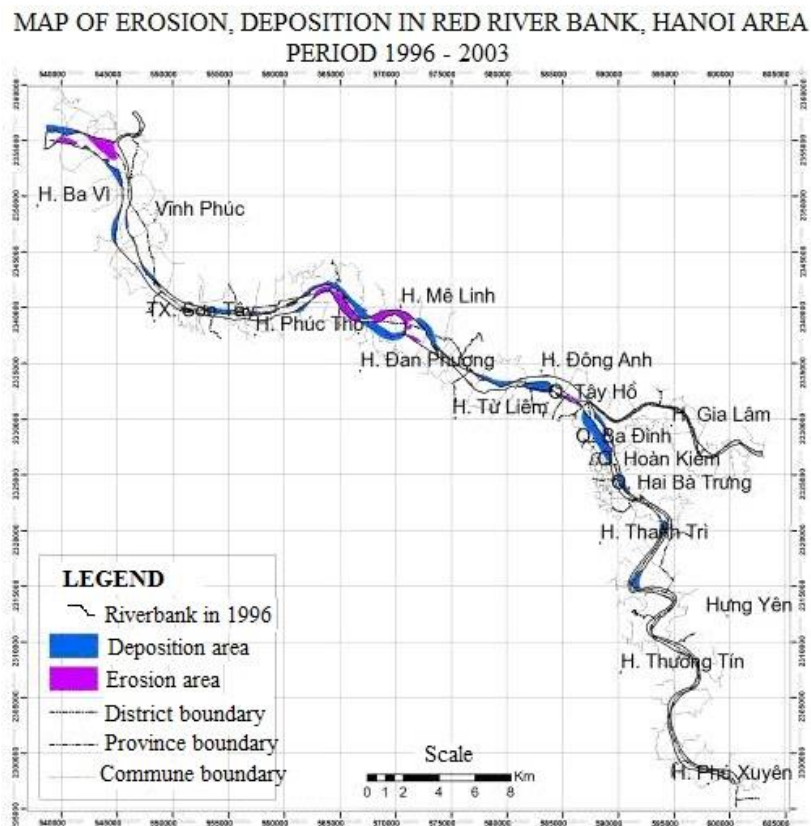 MAP OF EROSION, DEPOSITION IN RED RIVER BANK, HANOI AREA
PERIOD 1996 - 2003
H. Ba Vì
Vĩnh Phúc
TX. Sơn Tây
H. Phúc Thọ
H. Mê Linh
H. Đan Phượng
H. Đông Anh
Q. Tây Hồ
H. Từ Liêm
H. Gia Lâm
Q. Ba Đình
Q. Hoàn Kiếm
Q. Hai Bà Trưng
H. Thanh Trì
Hưng Yên
H. Thường Tín
H. Phú Xuyên
LEGEND
Riverbank in 1996
Deposition area
Erosion area
District boundary
Province boundary
Commune boundary
Scale
Km
0 1 2 4 6 8